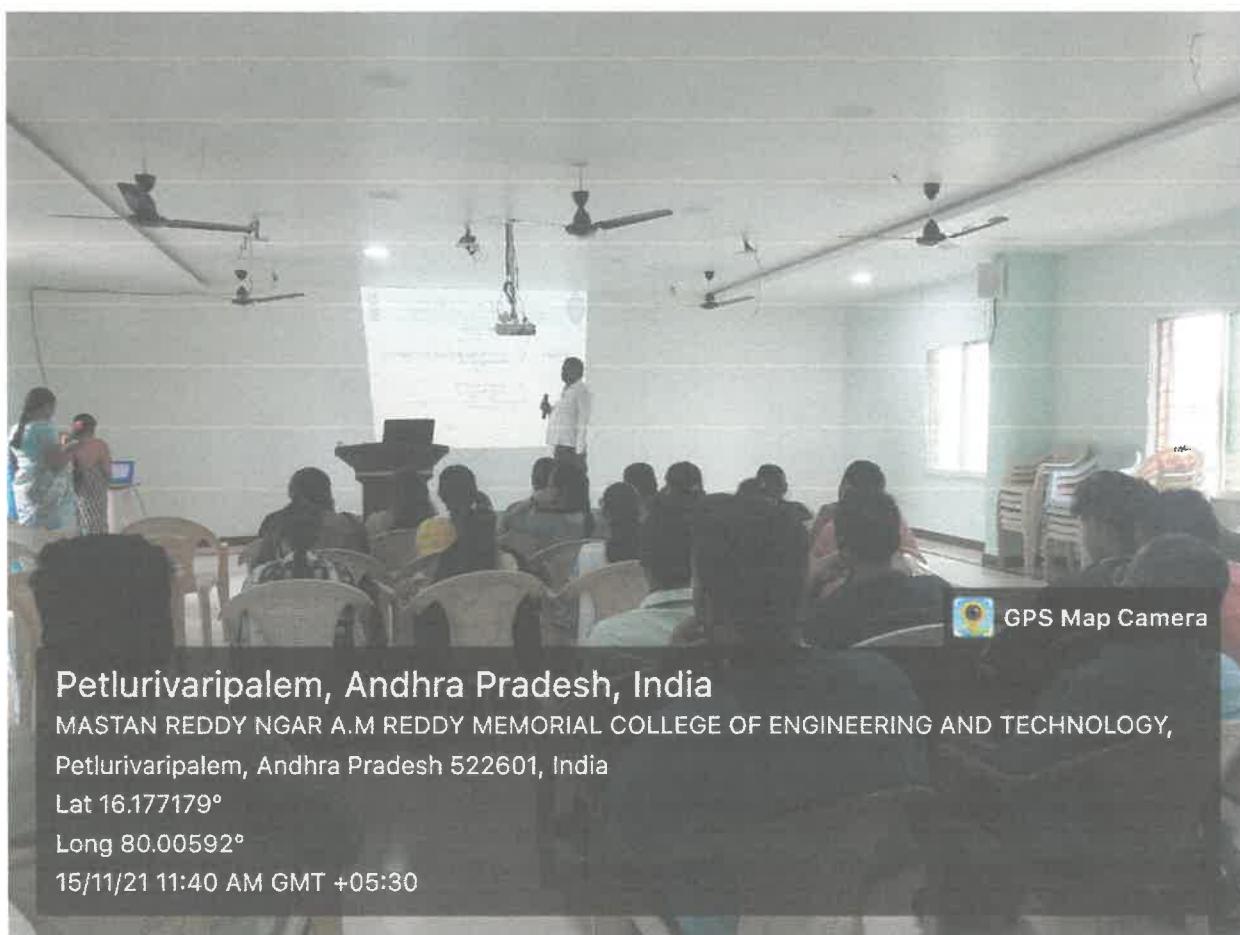 GPS Map Camera
Petlurivaripalem, Andhra Pradesh, India
MASTAN REDDY NGAR A.M REDDY MEMORIAL COLLEGE OF ENGINEERING AND TECHNOLOGY,
Petlurivaripalem, Andhra Pradesh 522601, India
Lat 16.177179°
Long 80.00592°
15/11/21 11:40 AM GMT +05:30